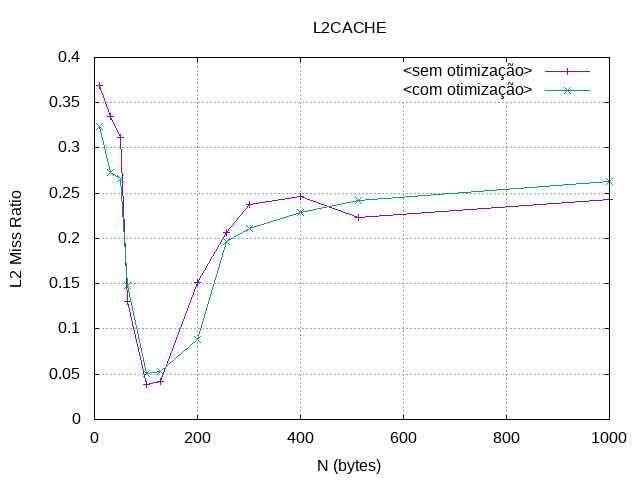 L2CACHE
<sem otimização>
<com otimização>
0.4
0.35
0.3
0.25
0.2
0.15
0.1
0.05
0
L2 Miss Ratio
0 200 400 600 800 1000
N (bytes)